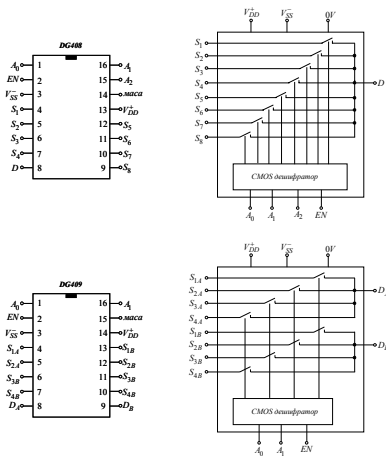 DG408
A0 1 16 A1
EN 2 15 A2
VSS− 3 14 маса
S1 4 13 VDD+
S2 5 12 S5
S3 6 11 S6
S4 7 10 S7
D 8 9 S8
VDD+ VSS− 0V
S1
S2
S3
S4
D
S5
S6
S7
S8
CMOS дешифратор
A0 A1 A2 EN
DG409
A0 1 16 A1
EN 2 15 маса
VSS− 3 14 VDD+
S1A 4 13 S1B
S2A 5 12 S2B
S3B 6 11 S3B
S4B 7 10 S4B
DA 8 9 DB
VDD+ VSS− 0V
S1A
S2A
D
S3A
S4A
S1B
S2B
D
S3B
S4B
CMOS дешифратор
A0 A1 EN